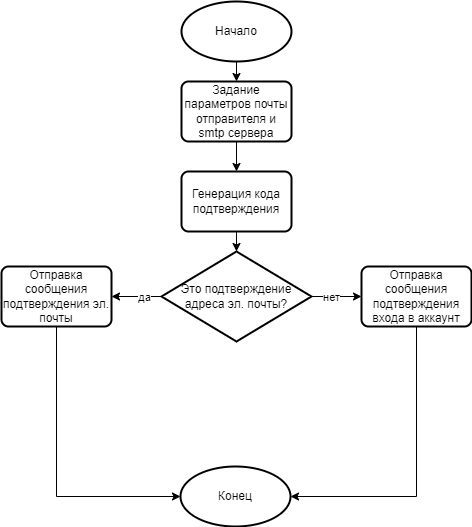 Начало
Задание
параметров почты
отправителя и
smtp сервера
Генерация кода
подтверждения
Это подтверждение
адреса эл. почты?
да
нет
Отправка
сообщения
подтверждения эл.
почты
Отправка
сообщения
подтверждения
входа в аккаунт
Конец